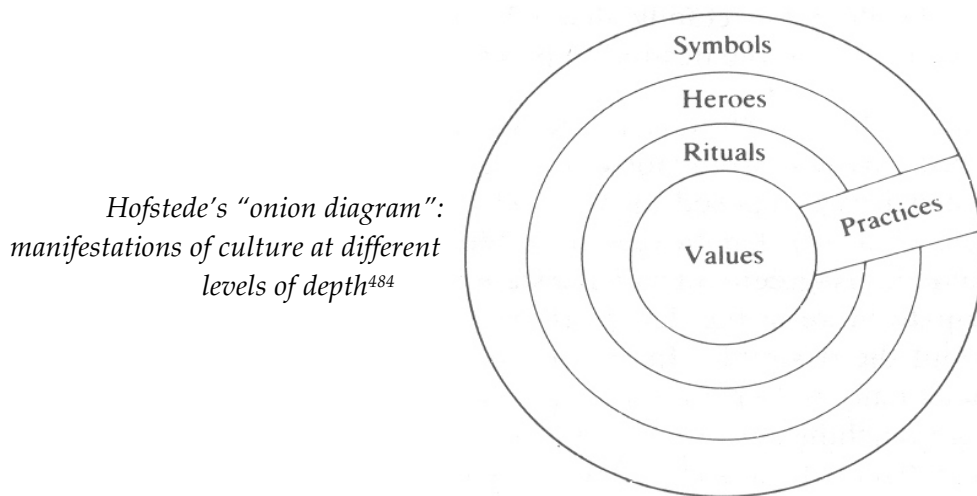 Hofstede’s “onion diagram”:
manifestations of culture at different
levels of depth484
Symbols
Heroes
Rituals
Values
Practices